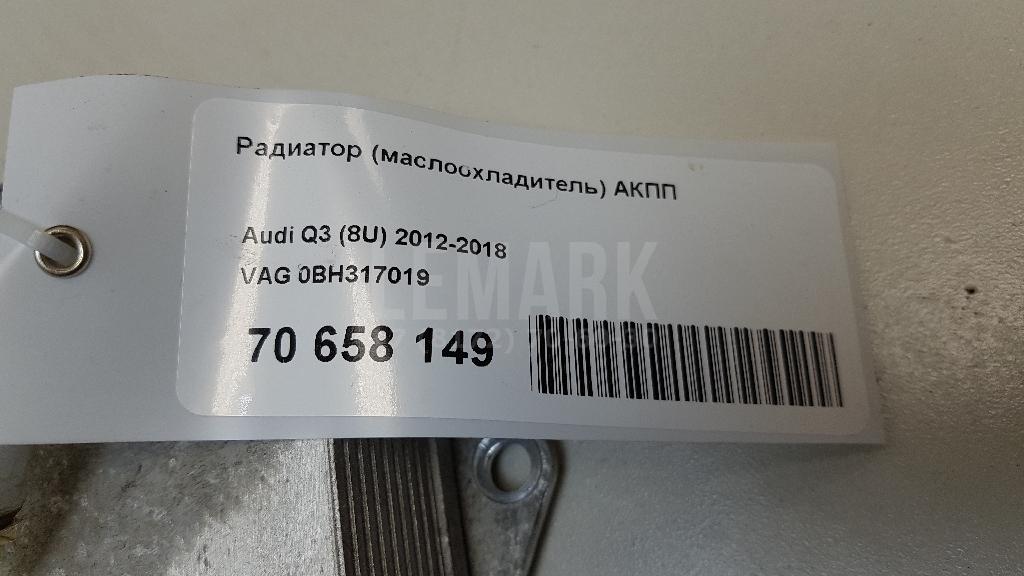 Радиатор (маслоохладитель) АКПП
Audi Q3 (8U) 2012-2018
VAG 0BH317019
LEMARK
70 658 149